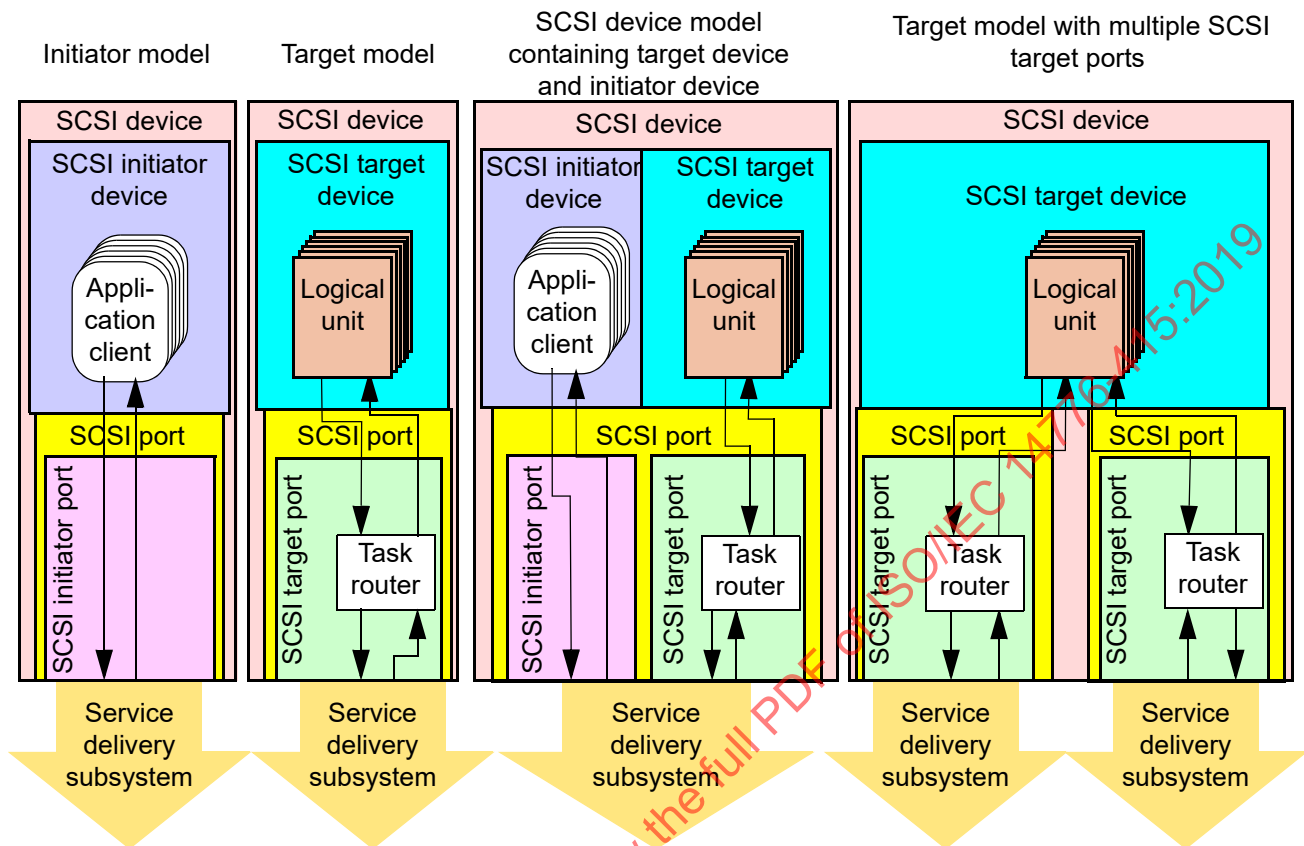 Initiator model
SCSI device
SCSI initiator
device
Appli-
cation
client
SCSI port
SCSI initiator port
Service
delivery
subsystem
Target model
SCSI device
SCSI target
device
Logical
unit
SCSI port
SCSI target port
Task
router
Service
delivery
subsystem
SCSI device model
containing target device
and initiator device
SCSI device
SCSI initiator
device
Appli-
cation
client
SCSI target
device
Logical
unit
SCSI port
SCSI initiator port
SCSI target port
Task
router
Service
delivery
subsystem
Target model with multiple SCSI
target ports
SCSI device
SCSI target device
Logical
unit
SCSI port
SCSI target port
Task
router
Service
delivery
subsystem
SCSI port
SCSI target port
Task
router
Service
delivery
subsystem
the full PDF of ISO/IEC 14776-415:2019